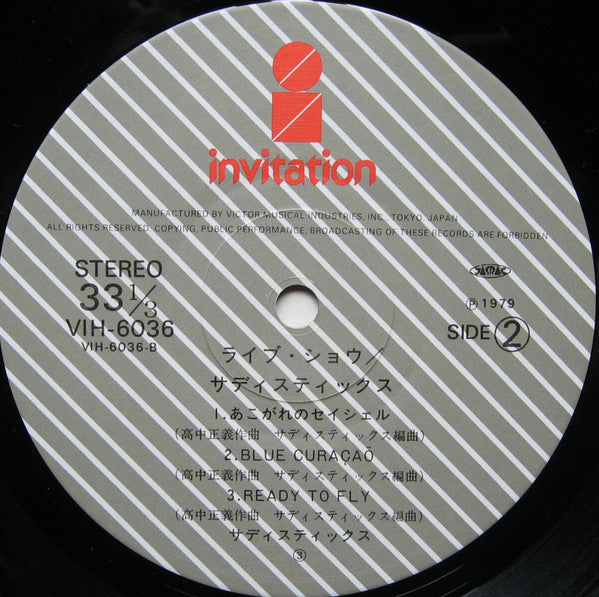 invitation
MANUFACTURED BY VICTOR MUSICAL INDUSTRIES, INC., TOKYO, JAPAN.
ALL RIGHTS RESERVED, COPYING, PUBLIC PERFORMANCE, BROADCASTING OF THESE RECORDS ARE FORBIDDEN
STEREO
33 1/3
VIH-6036
VIH-6036-B
JASRAC
Ⓟ1979
SIDE ②
ライブ・ショウ/
サディスティックス
1.あこがれのセイシェル
(高中正義作曲 サディスティックス編曲)
2.BLUE CURAÇAŌ
(高中正義作曲 サディスティックス編曲)
3.READY TO FLY
(高中正義作曲 サディスティックス編曲)
サディスティックス
③